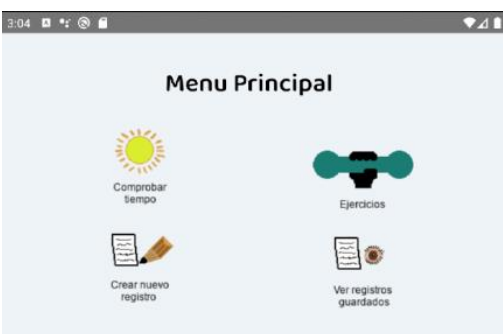 3:04
Menu Principal
Comprobar
tiempo
Ejercicios
Crear nuevo
registro
Ver registros
guardados